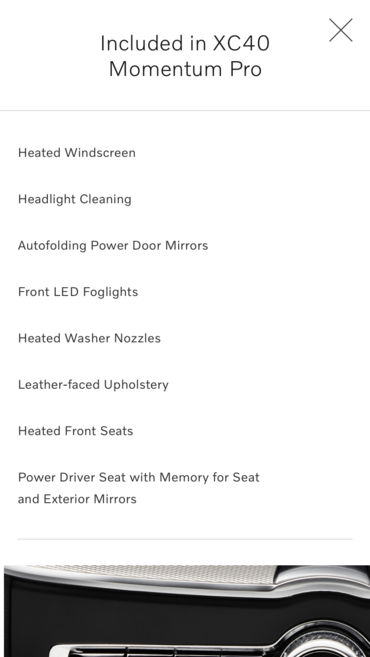 Included in XC40
Momentum Pro
Heated Windscreen
Headlight Cleaning
Autofolding Power Door Mirrors
Front LED Foglights
Heated Washer Nozzles
Leather-faced Upholstery
Heated Front Seats
Power Driver Seat with Memory for Seat
and Exterior Mirrors